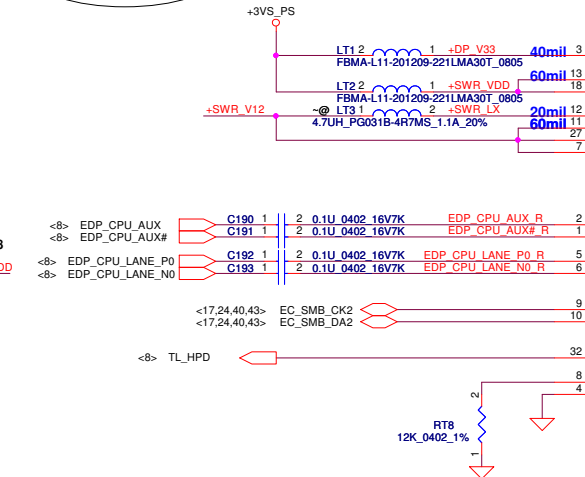 +3VS_PS
LT1 2 1 +DP_V33 40mil 3
FBMA-L11-201209-221LMA30T_0805
60mil 13
LT2 2 1 +SWR_VDD 18
FBMA-L11-201209-221LMA30T_0805
+SWR_V12 ~@ LT3 1 2 +SWR_LX 20mil 12
4.7UH_PG031B-4R7MS_1.1A_20% 60mil 11
27
7
<8> EDP_CPU_AUX C190 1 2 0.1U_0402_16V7K EDP_CPU_AUX_R 2
<8> EDP_CPU_AUX# C191 1 2 0.1U_0402_16V7K EDP_CPU_AUX#_R 1
<8> EDP_CPU_LANE_P0 C192 1 2 0.1U_0402_16V7K EDP_CPU_LANE_P0_R 5
<8> EDP_CPU_LANE_N0 C193 1 2 0.1U_0402_16V7K EDP_CPU_LANE_N0_R 6
<17,24,40,43> EC_SMB_CK2 9
<17,24,40,43> EC_SMB_DA2 10
<8> TL_HPD 32
8
2 4
RT8
12K_0402_1%
1